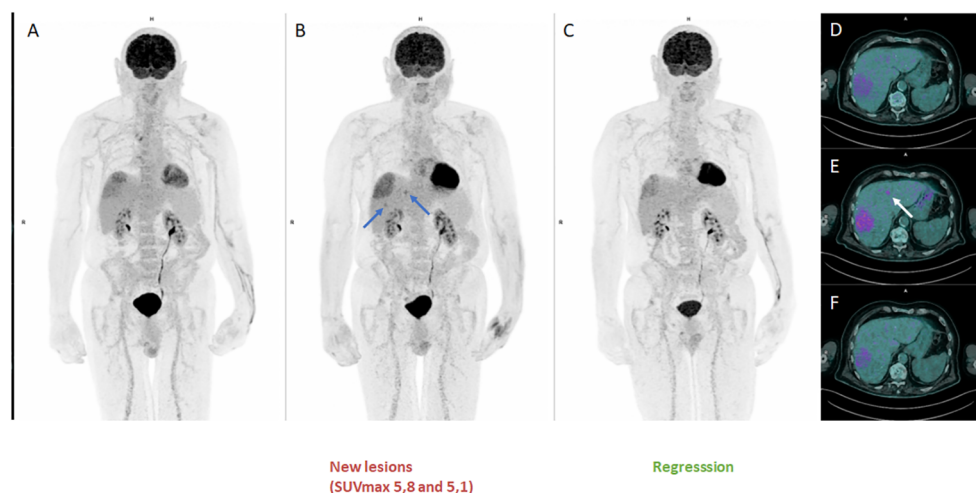 H
H
H
A
B
C
D
A
R
R
R
E
A
F
A
New lesions
(SUVmax 5,8 and 5,1)
Regresssion